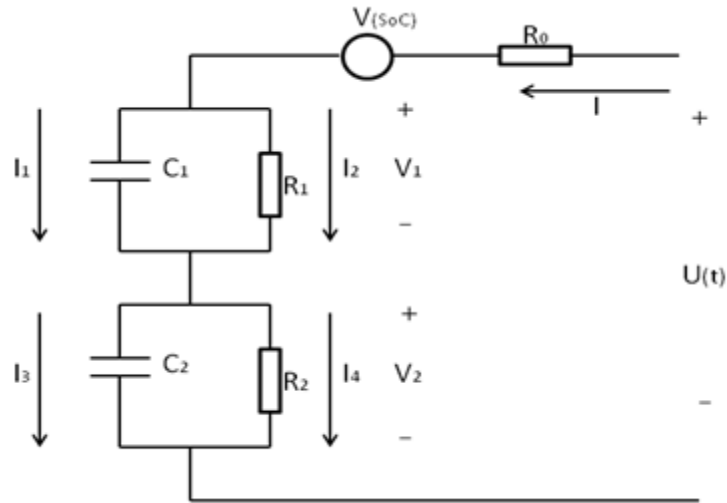 V(SoC)
R₀
I
+
+
I₁
C₁
R₁
I₂
V₁
−
U(t)
+
I₃
C₂
R₂
I₄
V₂
−
−